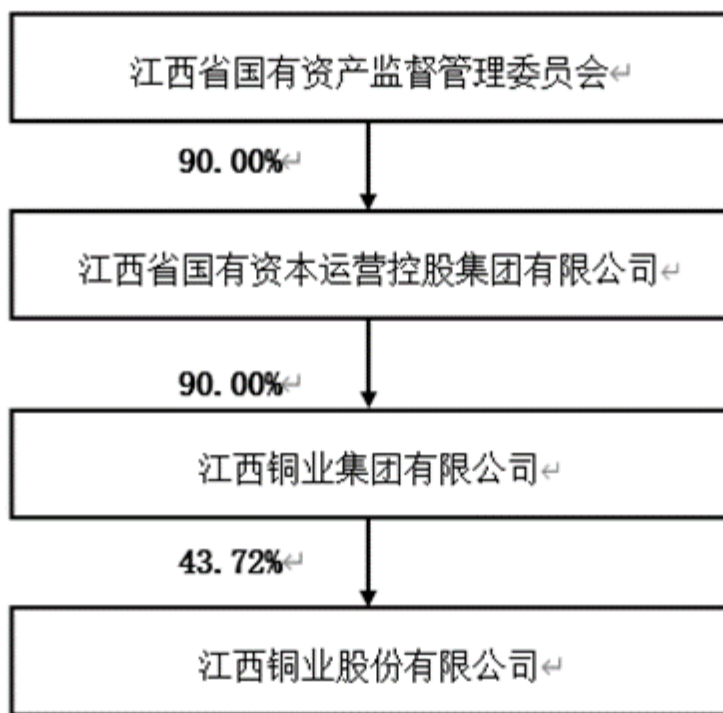 江西省国有资产监督管理委员会↵
90.00%↵
江西省国有资本运营控股集团有限公司↵
90.00%↵
江西铜业集团有限公司↵
43.72%↵
江西铜业股份有限公司↵